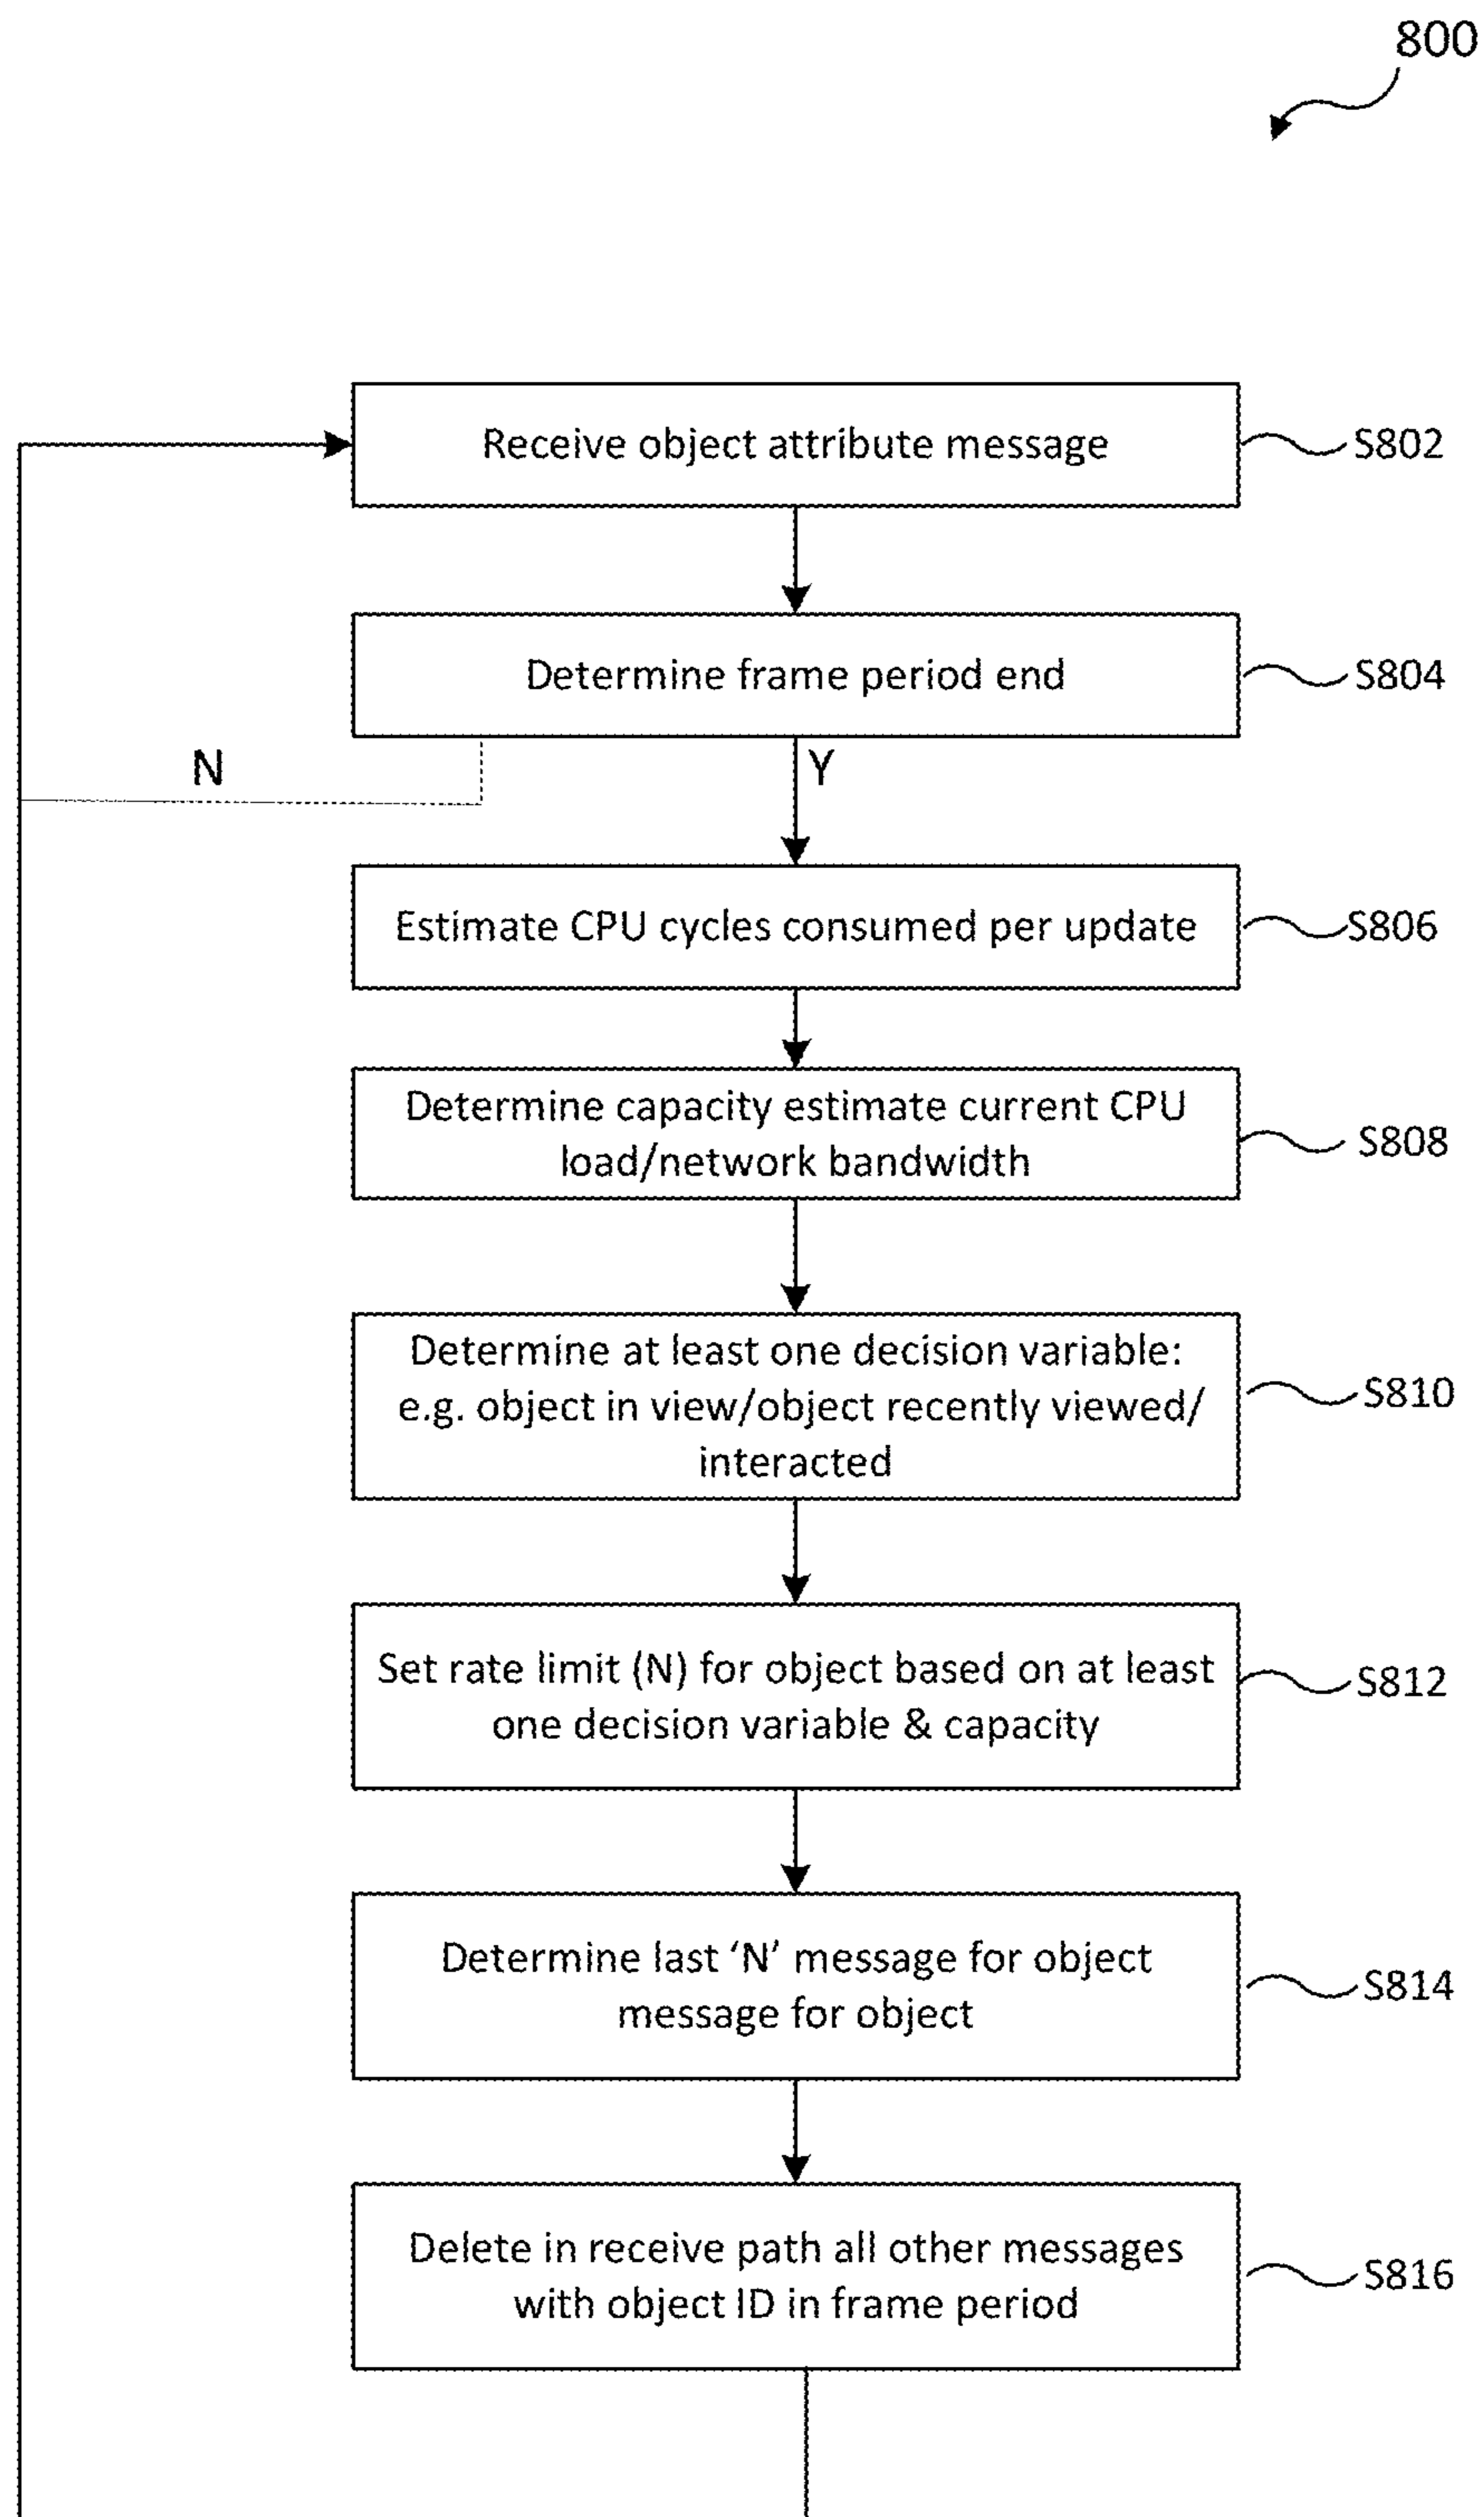 800
Receive object attribute message
S802
Determine frame period end
S804
N
Y
Estimate CPU cycles consumed per update
S806
Determine capacity estimate current CPU
load/network bandwidth
S808
Determine at least one decision variable:
e.g. object in view/object recently viewed/
interacted
S810
Set rate limit (N) for object based on at least
one decision variable & capacity
S812
Determine last ‘N’ message for object
message for object
S814
Delete in receive path all other messages
with object ID in frame period
S816